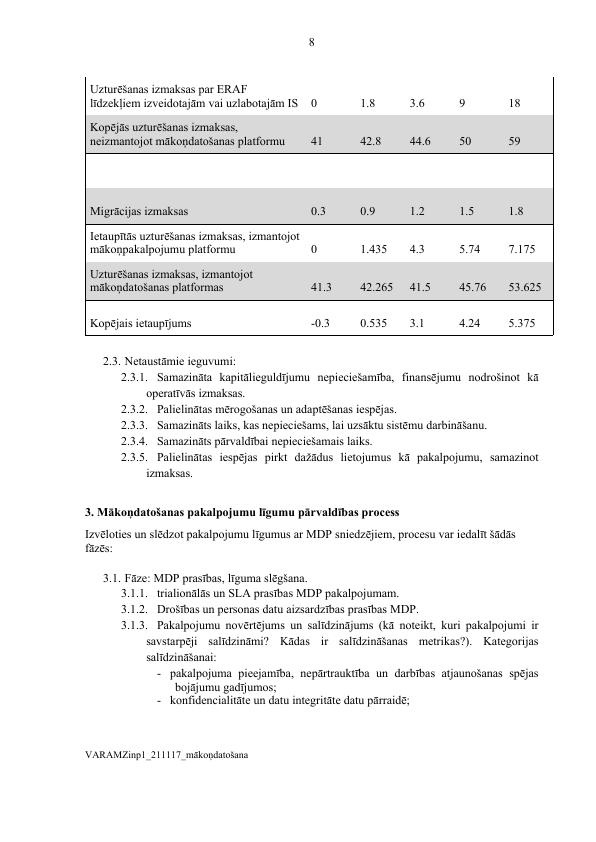 8
Uzturēšanas izmaksas par ERAF
līdzekļiem izveidotajām vai uzlabotajām IS 0 1.8 3.6 9 18
Kopējās uzturēšanas izmaksas,
neizmantojot mākoņdatošanas platformu 41 42.8 44.6 50 59
Migrācijas izmaksas 0.3 0.9 1.2 1.5 1.8
Ietaupītās uzturēšanas izmaksas, izmantojot
mākoņpakalpojumu platformu 0 1.435 4.3 5.74 7.175
Uzturēšanas izmaksas, izmantojot
mākoņdatošanas platformas 41.3 42.265 41.5 45.76 53.625
Kopējais ietaupījums -0.3 0.535 3.1 4.24 5.375
2.3. Netaustāmie ieguvumi:
2.3.1. Samazināta kapitālieguldījumu nepieciešamība, finansējumu nodrošinot kā
operatīvās izmaksas.
2.3.2. Palielinātas mērogošanas un adaptēšanas iespējas.
2.3.3. Samazināts laiks, kas nepieciešams, lai uzsāktu sistēmu darbināšanu.
2.3.4. Samazināts pārvaldībai nepieciešamais laiks.
2.3.5. Palielinātas iespējas pirkt dažādus lietojumus kā pakalpojumu, samazinot
izmaksas.
3. Mākoņdatošanas pakalpojumu līgumu pārvaldības process
Izvēloties un slēdzot pakalpojumu līgumus ar MDP sniedzējiem, procesu var iedalīt šādās
fāzēs:
3.1. Fāze: MDP prasības, līguma slēgšana.
3.1.1. trialionālās un SLA prasības MDP pakalpojumam.
3.1.2. Drošības un personas datu aizsardzības prasības MDP.
3.1.3. Pakalpojumu novērtējums un salīdzinājums (kā noteikt, kuri pakalpojumi ir
savstarpēji salīdzināmi? Kādas ir salīdzināšanas metrikas?). Kategorijas
salīdzināšanai:
- pakalpojuma pieejamība, nepārtrauktība un darbības atjaunošanas spējas
bojājumu gadījumos;
- konfidencialitāte un datu integritāte datu pārraidē;
VARAMZinp1_211117_mākoņdatošana